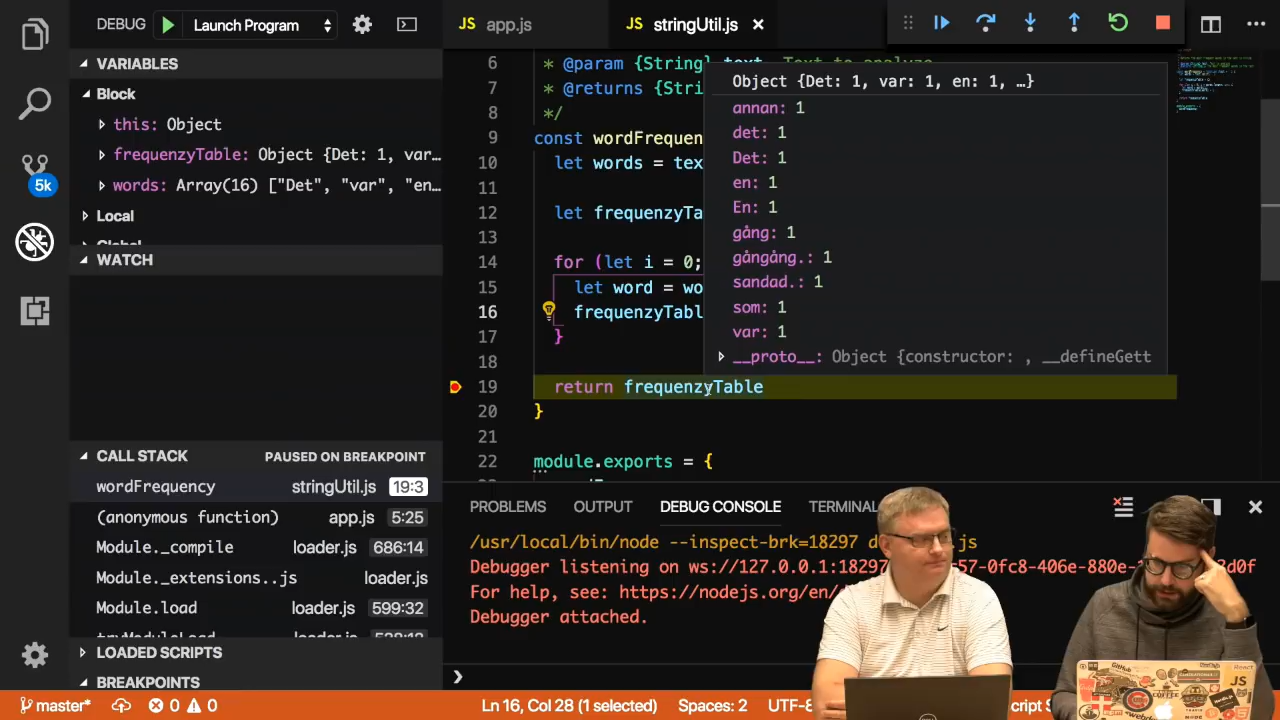 DEBUG Launch Program
app.js
stringUtil.js
VARIABLES
Block
this: Object
frequenzyTable: Object {Det: 1, var…
words: Array(16) ["Det", "var", "en…
Local
Global
WATCH
CALL STACK PAUSED ON BREAKPOINT
wordFrequency stringUtil.js 19:3
(anonymous function) app.js 5:25
Module._compile loader.js 686:14
Module._extensions..js loader.js
Module.load loader.js 599:32
LOADED SCRIPTS
BREAKPOINTS
5k
6 * @param {String} text
7 * @returns {Stri
8 */
9 const wordFrequen
10 let words = tex
11
12 let frequenzyTa
13
14 for (let i = 0;
15 let word = wo
16 frequenzyTabl
17 }
18
19 return frequenzyTable
20 }
21
22 module.exports = {
Object {Det: 1, var: 1, en: 1, …}
annan: 1
det: 1
Det: 1
en: 1
En: 1
gång: 1
gångång.: 1
sandad.: 1
som: 1
var: 1
__proto__: Object {constructor: , __defineGett
PROBLEMS OUTPUT DEBUG CONSOLE TERMINAL
/usr/local/bin/node --inspect-brk=18297
Debugger listening on ws://127.0.0.1:18297
For help, see: https://nodejs.org/en/
Debugger attached.
master* 0 0 Ln 16, Col 28 (1 selected) Spaces: 2 UTF-8